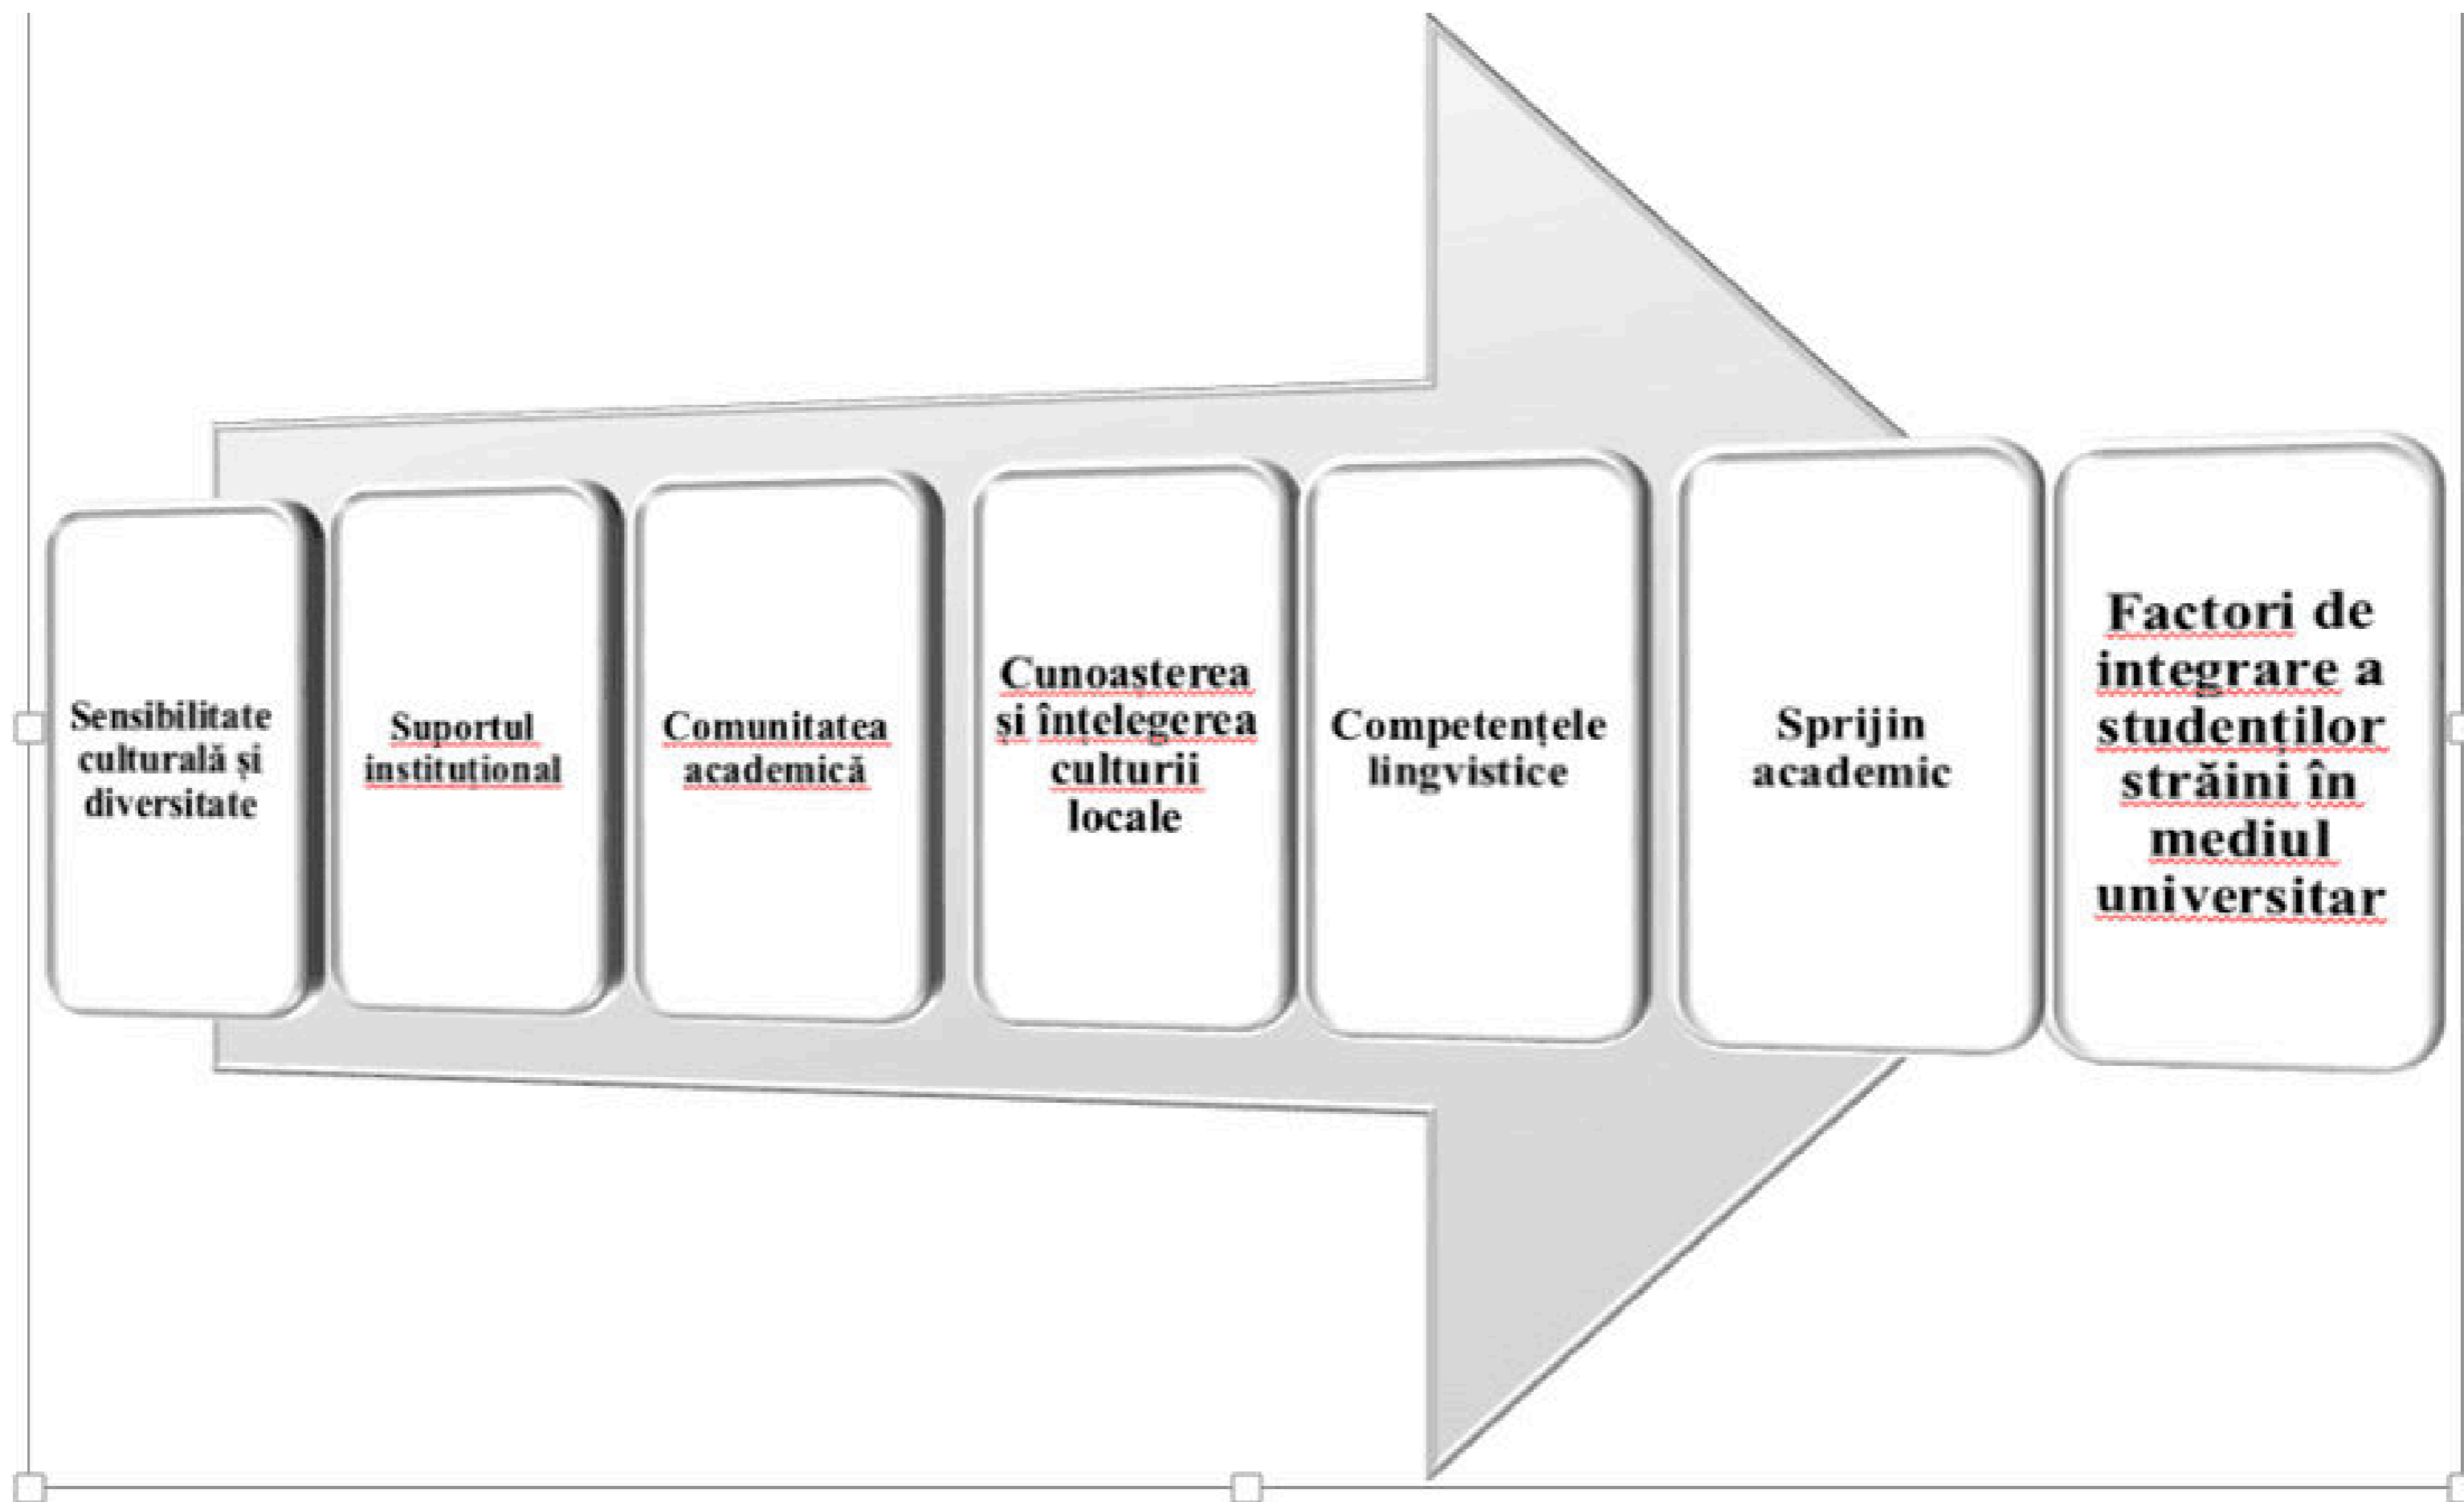 Sensibilitate
culturală și
diversitate
Suportul
instituțional
Comunitatea
academică
Cunoașterea
și înțelegerea
culturii
locale
Competențele
lingvistice
Sprijin
academic
Factori de
integrare a
studenților
străini în
mediul
universitar